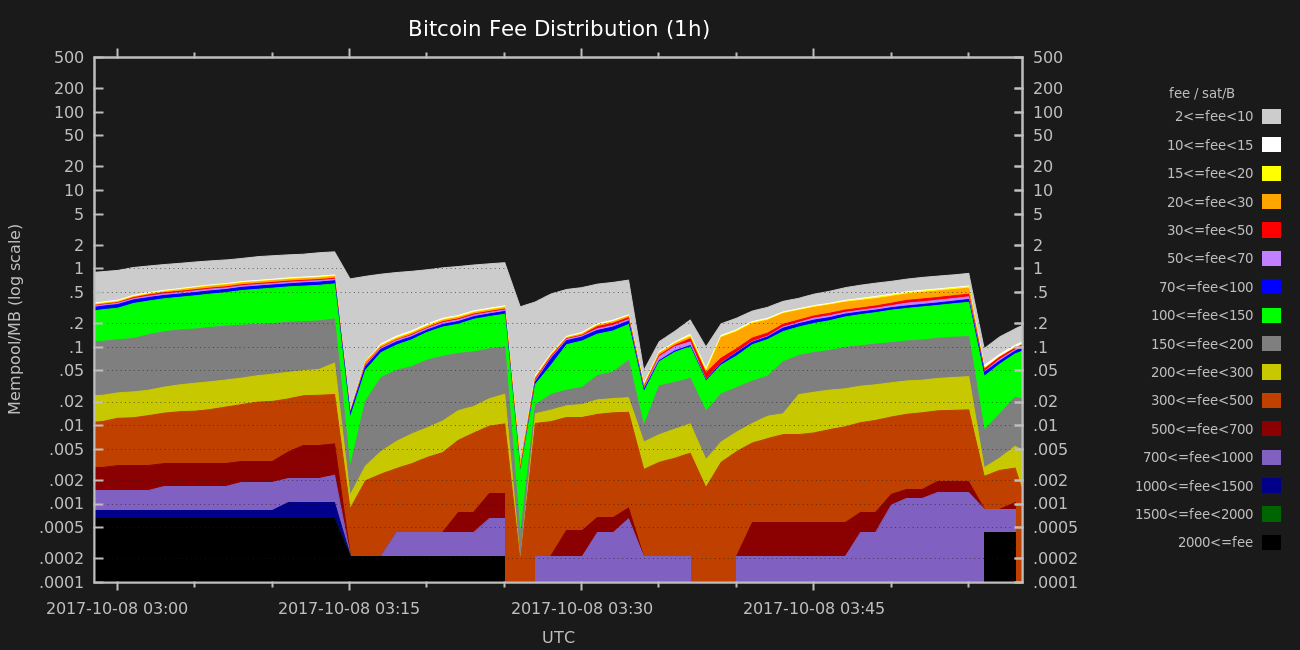 Bitcoin Fee Distribution (1h)
500 500
200 200
100 100
50 50
20 20
10 10
5 5
2 2
1 1
.5 .5
.2 .2
.1 .1
.05 .05
.02 .02
.01 .01
.005 .005
.002 .002
.001 .001
.0005 .0005
.0002 .0002
.0001 .0001
Mempool/MB (log scale)
2017-10-08 03:00 2017-10-08 03:15 2017-10-08 03:30 2017-10-08 03:45
UTC
fee / sat/B
2<=fee<10
10<=fee<15
15<=fee<20
20<=fee<30
30<=fee<50
50<=fee<70
70<=fee<100
100<=fee<150
150<=fee<200
200<=fee<300
300<=fee<500
500<=fee<700
700<=fee<1000
1000<=fee<1500
1500<=fee<2000
2000<=fee